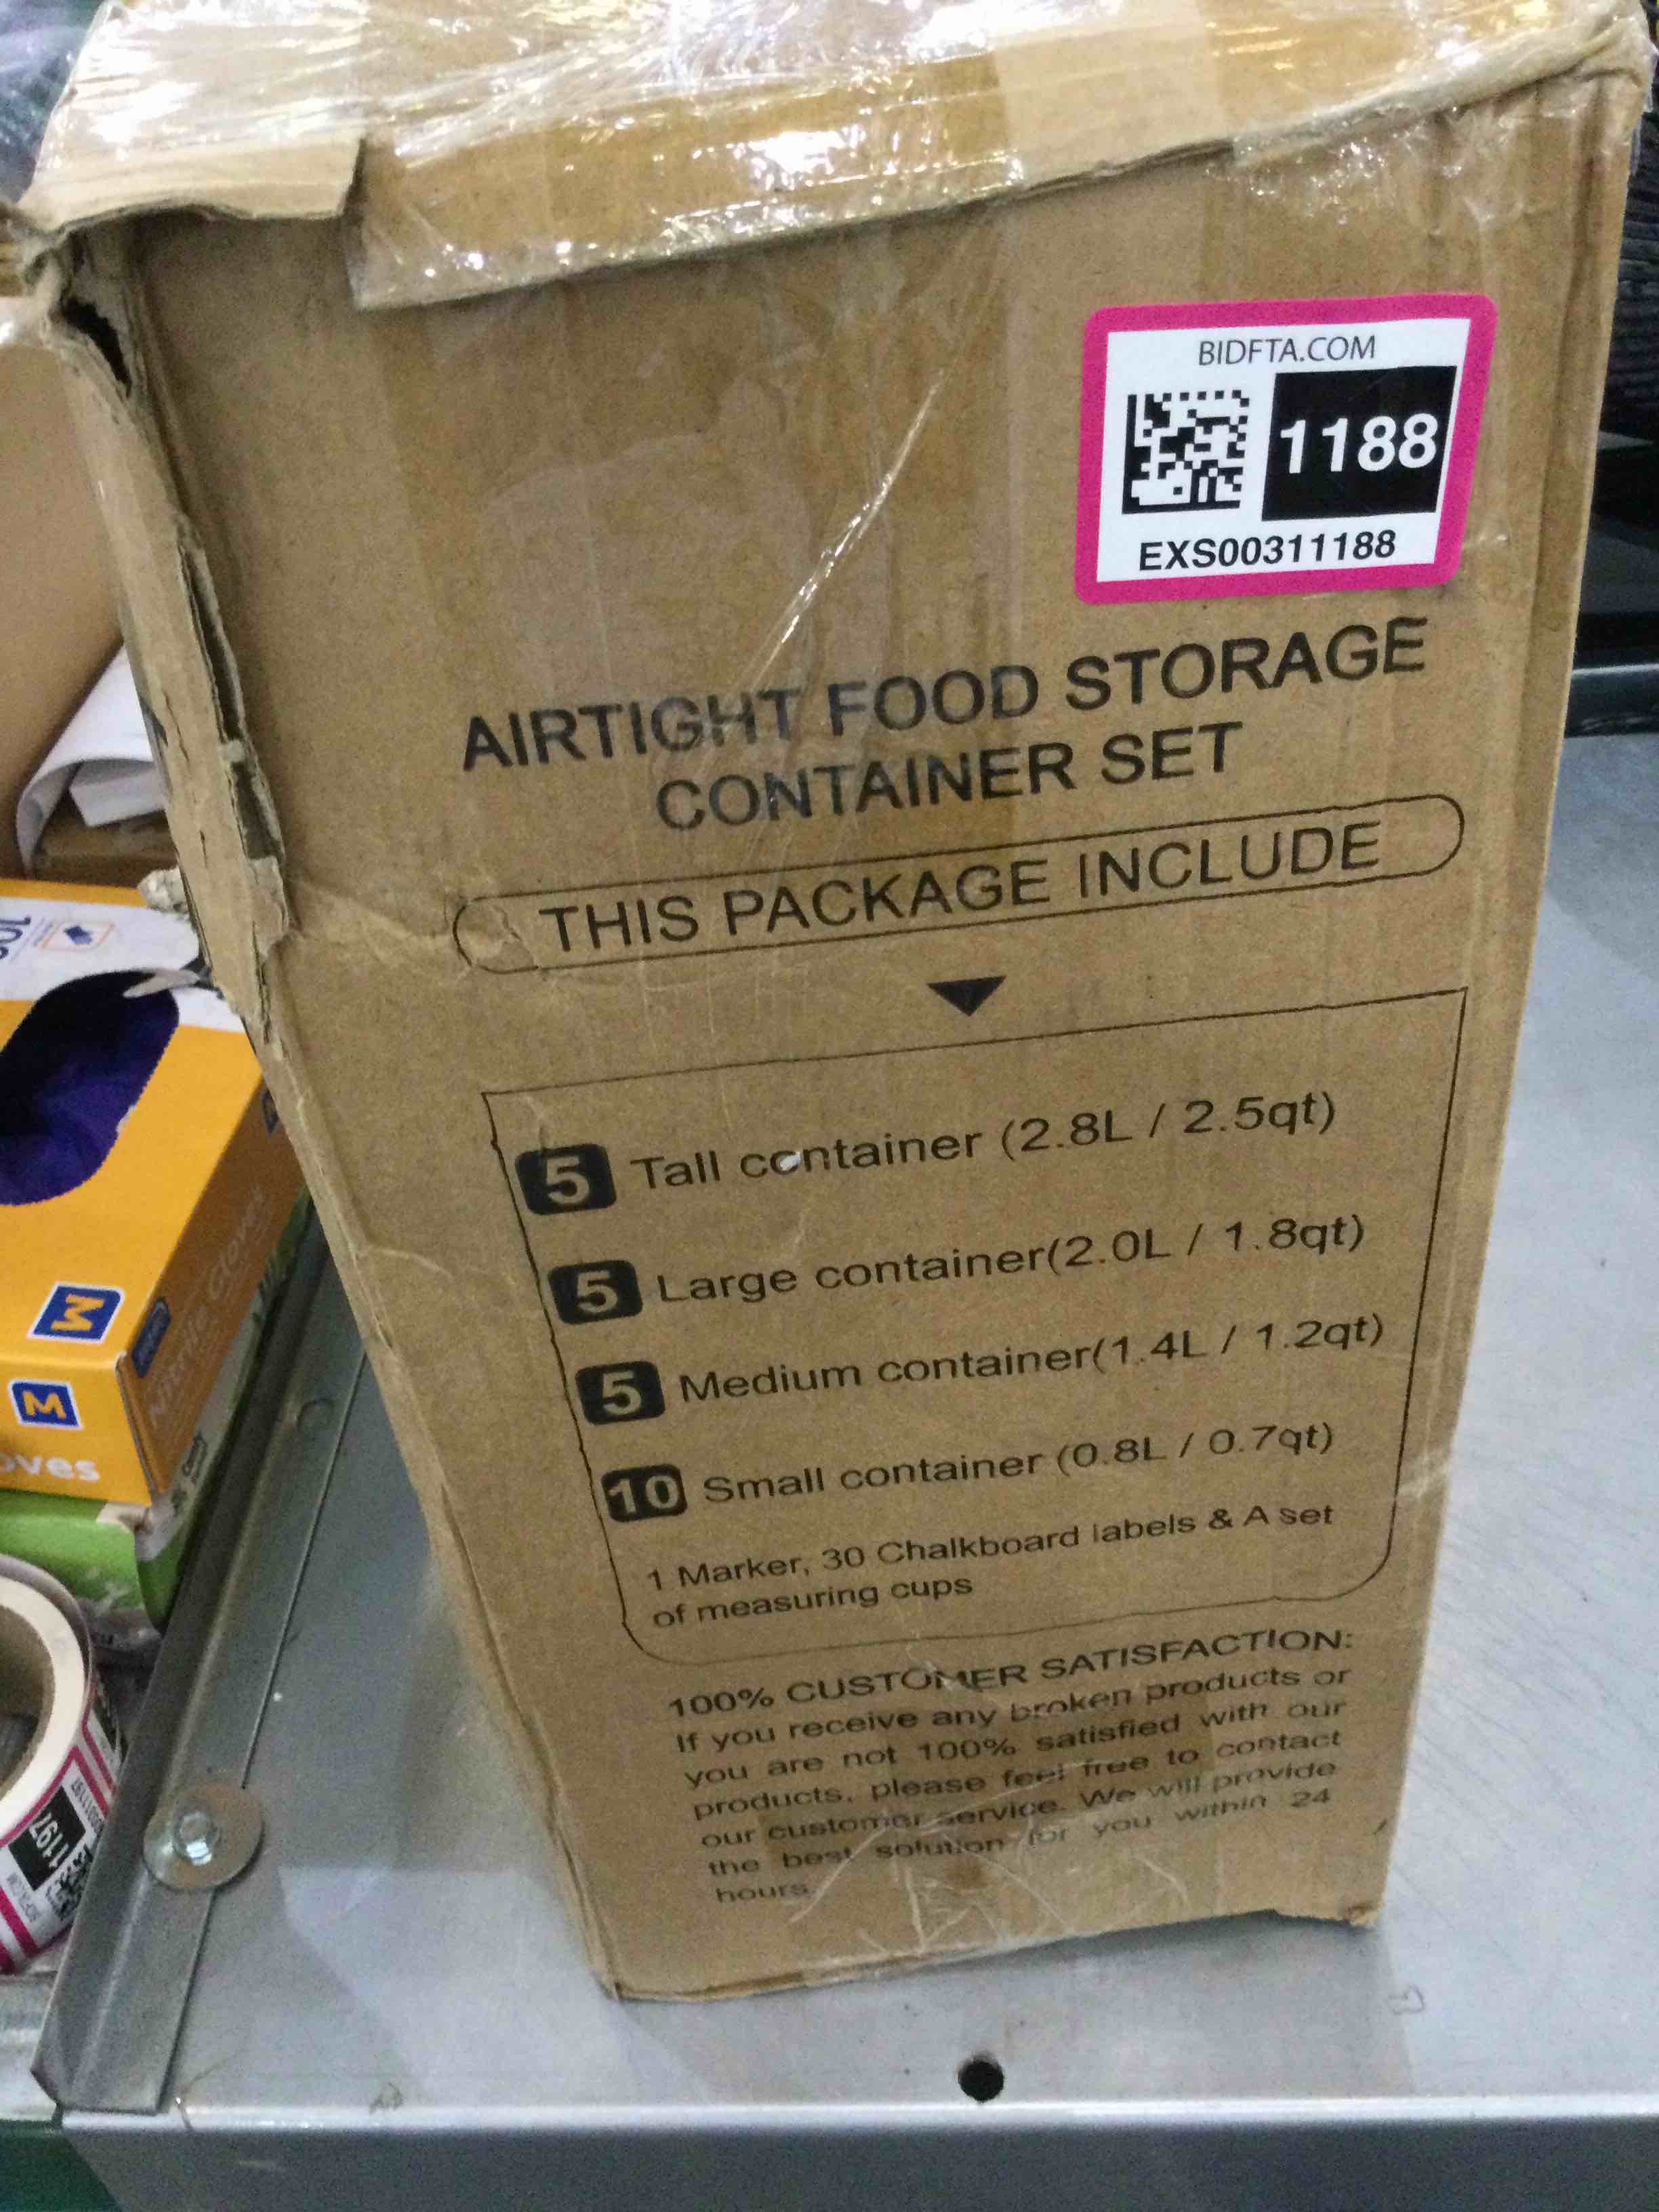 BIDFTA.COM
1188
EXS00311188
AIRTIGHT FOOD STORAGE
CONTAINER SET
THIS PACKAGE INCLUDE
5 Tall container (2.8L / 2.5qt)
5 Large container(2.0L / 1.8qt)
5 Medium container(1.4L / 1.2qt)
10 Small container (0.8L / 0.7qt)
1 Marker, 30 Chalkboard labels & A set
of measuring cups
100% CUSTOMER SATISFACTION:
If you receive any broken products or
you are not 100% satisfied with our
products, please feel free to contact
our customer service. We will provide
the best solution for you within 24
hours.
M
M
oves
1197